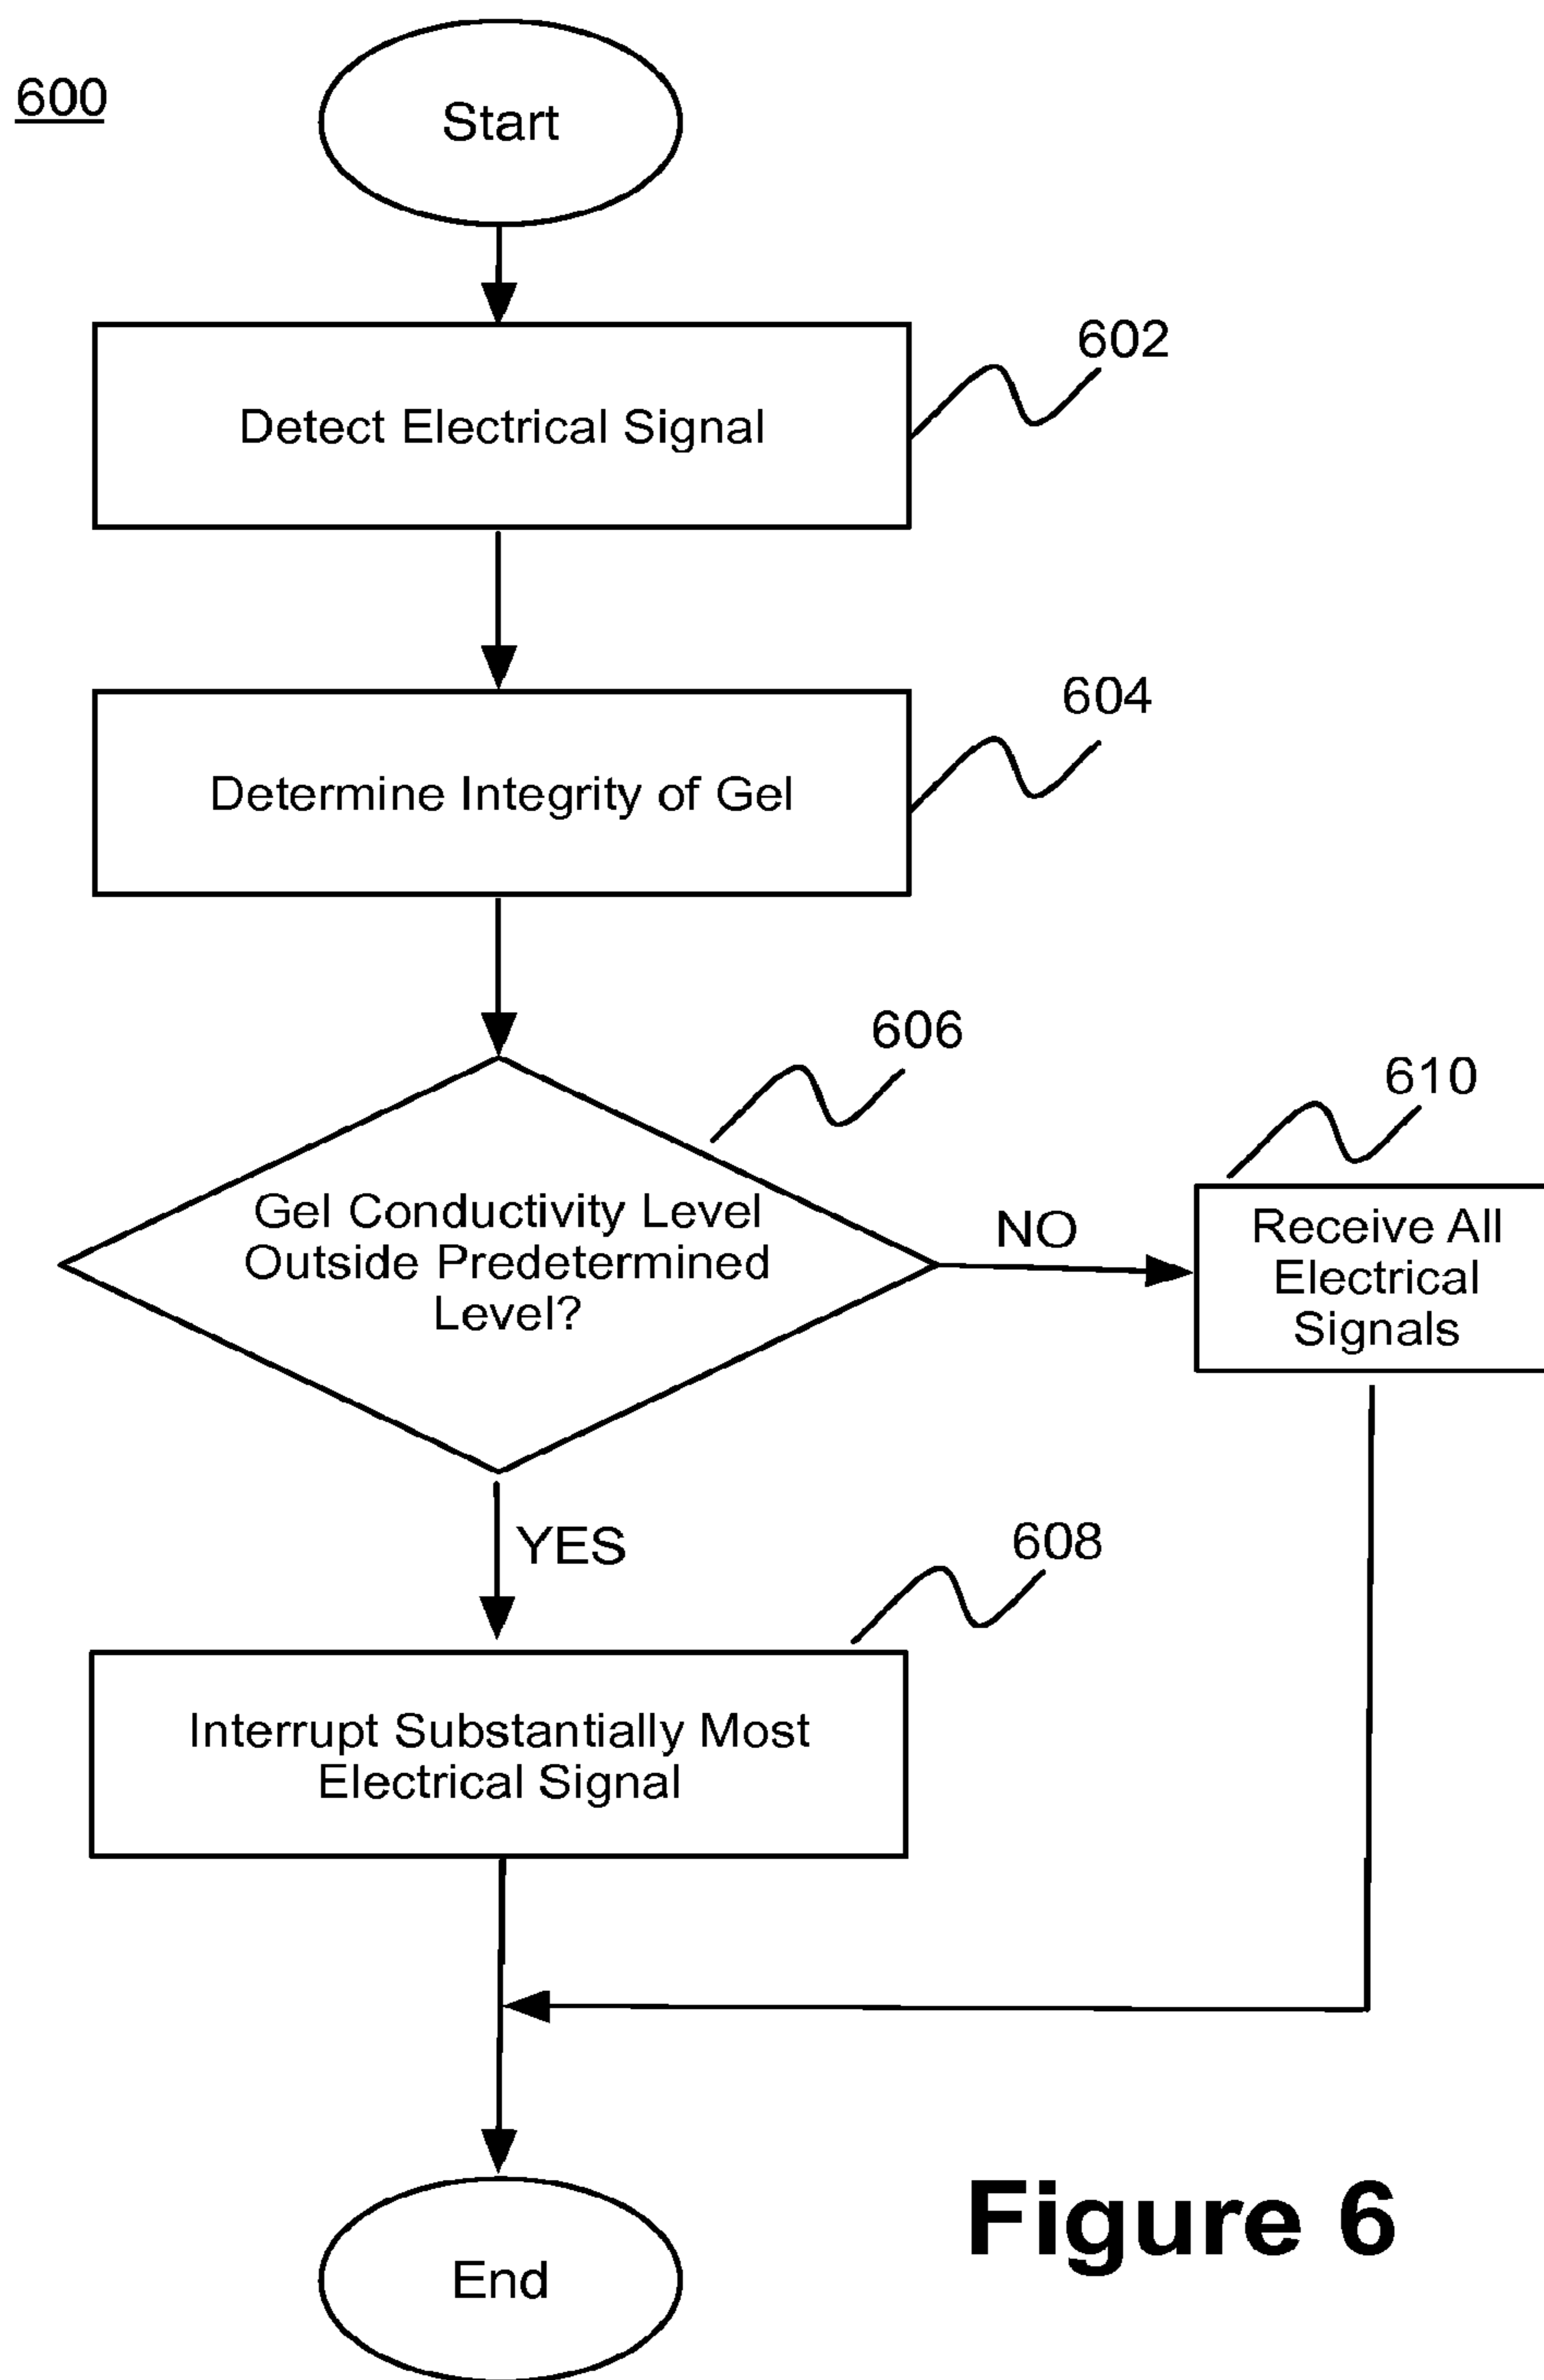 600
Start
602
Detect Electrical Signal
604
Determine Integrity of Gel
606
Gel Conductivity Level
Outside Predetermined
Level?
NO
610
Receive All
Electrical
Signals
YES
608
Interrupt Substantially Most
Electrical Signal
End
Figure 6